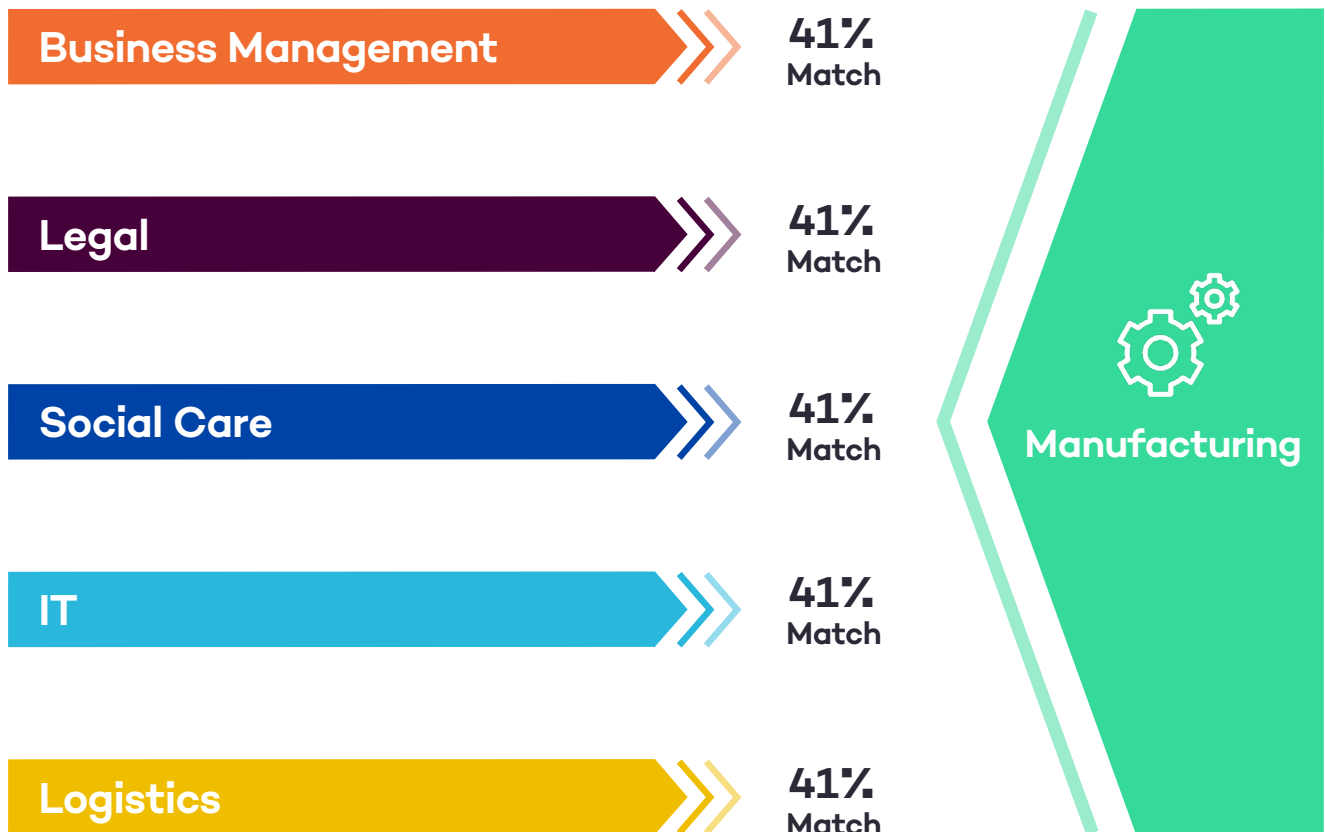 Business Management
41%
Match
Legal
41%
Match
Social Care
41%
Match
Manufacturing
IT
41%
Match
Logistics
41%
Match